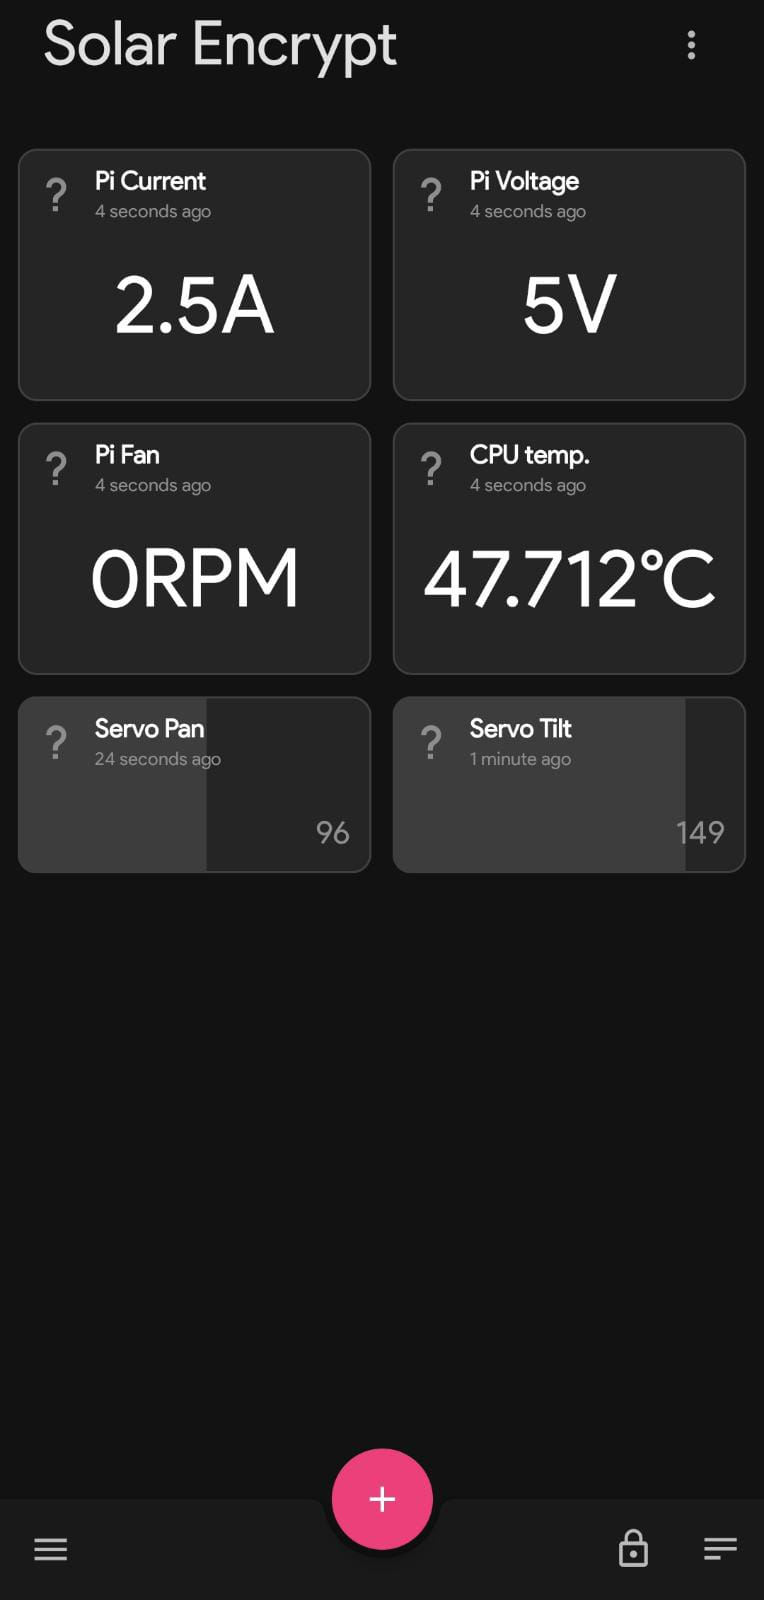 Solar Encrypt
? Pi Current
4 seconds ago
2.5A
? Pi Voltage
4 seconds ago
5V
? Pi Fan
4 seconds ago
0RPM
? CPU temp.
4 seconds ago
47.712°C
? Servo Pan
24 seconds ago
96
? Servo Tilt
1 minute ago
149
+